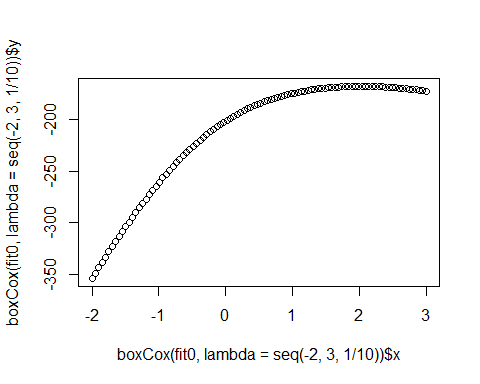 boxCox(fit0, lambda = seq(-2, 3, 1/10))$y
-200
-250
-300
-350
-2 -1 0 1 2 3
boxCox(fit0, lambda = seq(-2, 3, 1/10))$x